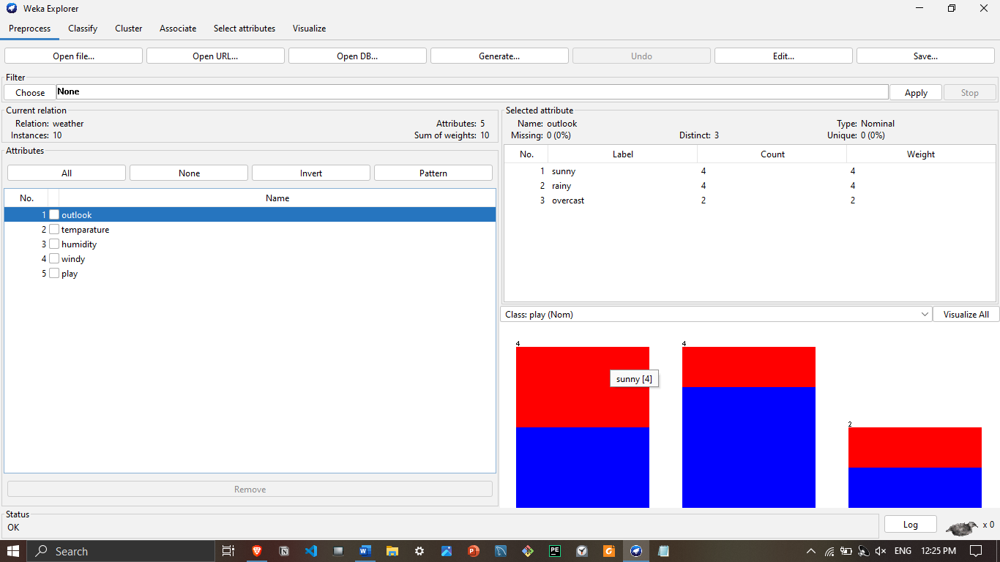 Weka Explorer
Preprocess Classify Cluster Associate Select attributes Visualize
Open file... Open URL... Open DB... Generate... Undo Edit... Save...
Filter
Choose None Apply Stop
Current relation
Relation: weather Attributes: 5
Instances: 10 Sum of weights: 10
Attributes
All None Invert Pattern
No. Name
1 outlook
2 temparature
3 humidity
4 windy
5 play
Remove
Selected attribute
Name: outlook Type: Nominal
Missing: 0 (0%) Distinct: 3 Unique: 0 (0%)
No. Label Count Weight
1 sunny 4 4
2 rainy 4 4
3 overcast 2 2
Class: play (Nom) Visualize All
4 4
sunny [4]
2
Status
OK
Log x 0
Search
W
P
PE
ENG 12:25 PM